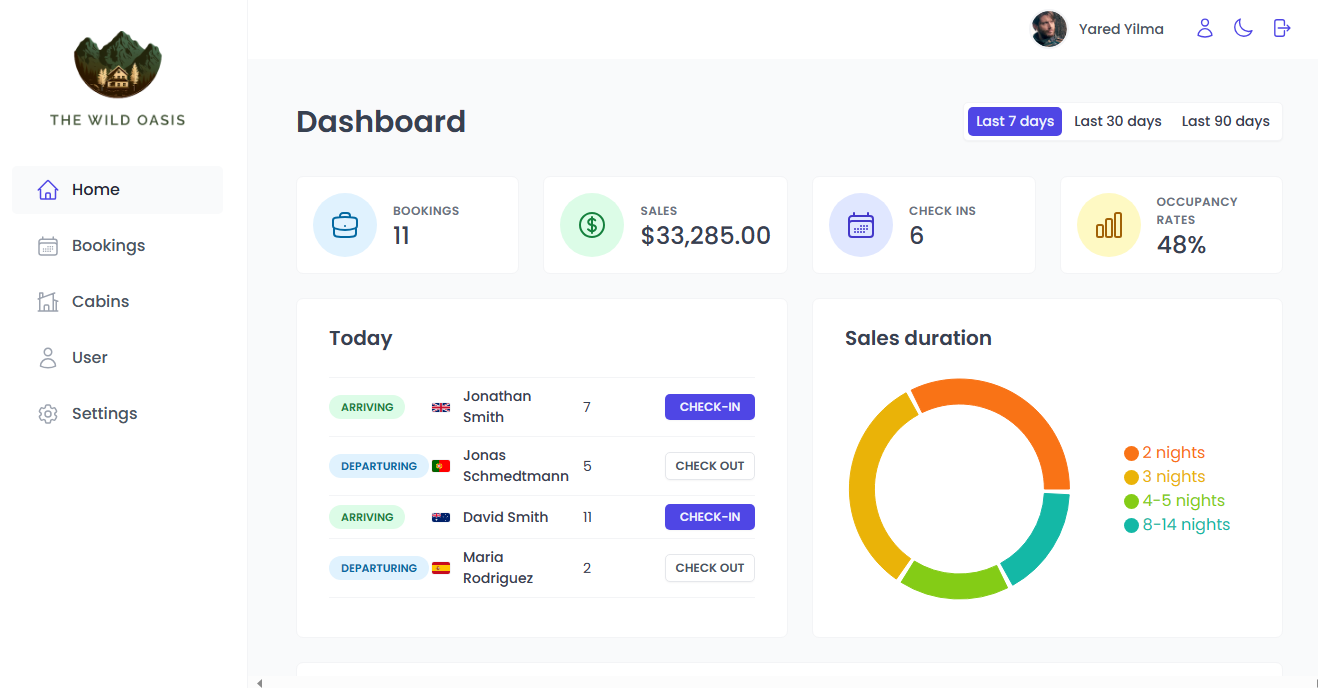 THE WILD OASIS
Home
Bookings
Cabins
User
Settings
Yared Yilma
Dashboard
Last 7 days
Last 30 days
Last 90 days
BOOKINGS
11
SALES
$33,285.00
CHECK INS
6
OCCUPANCY
RATES
48%
Today
ARRIVING
Jonathan
Smith
7
CHECK-IN
DEPARTURING
Jonas
Schmedtmann
5
CHECK OUT
ARRIVING
David Smith
11
CHECK-IN
DEPARTURING
Maria
Rodriguez
2
CHECK OUT
Sales duration
2 nights
3 nights
4-5 nights
8-14 nights